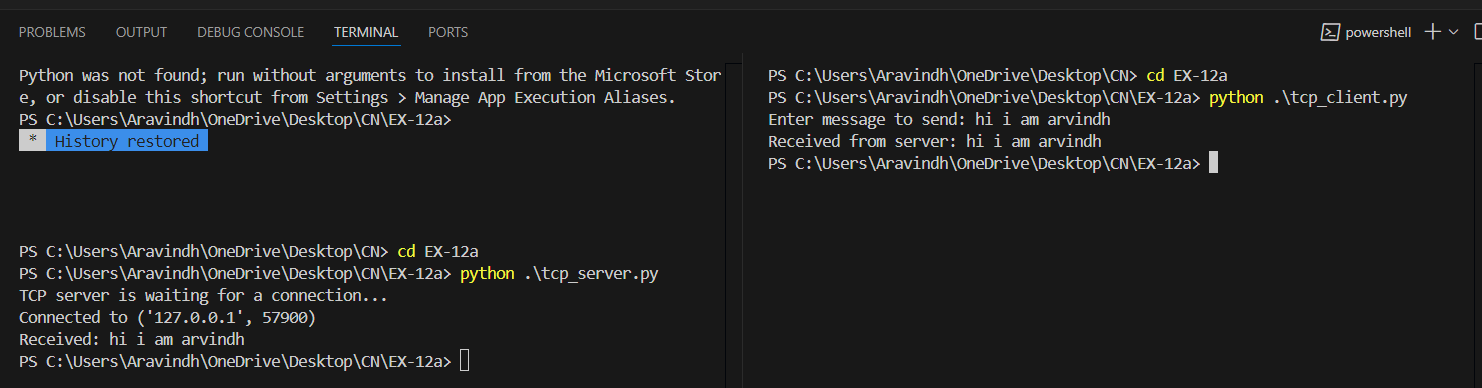 PROBLEMS OUTPUT DEBUG CONSOLE TERMINAL PORTS powershell
Python was not found; run without arguments to install from the Microsoft Stor
e, or disable this shortcut from Settings > Manage App Execution Aliases.
PS C:\Users\Aravindh\OneDrive\Desktop\CN\EX-12a>
* History restored
PS C:\Users\Aravindh\OneDrive\Desktop\CN> cd EX-12a
PS C:\Users\Aravindh\OneDrive\Desktop\CN\EX-12a> python .\tcp_server.py
TCP server is waiting for a connection...
Connected to ('127.0.0.1', 57900)
Received: hi i am arvindh
PS C:\Users\Aravindh\OneDrive\Desktop\CN\EX-12a>
PS C:\Users\Aravindh\OneDrive\Desktop\CN> cd EX-12a
PS C:\Users\Aravindh\OneDrive\Desktop\CN\EX-12a> python .\tcp_client.py
Enter message to send: hi i am arvindh
Received from server: hi i am arvindh
PS C:\Users\Aravindh\OneDrive\Desktop\CN\EX-12a>